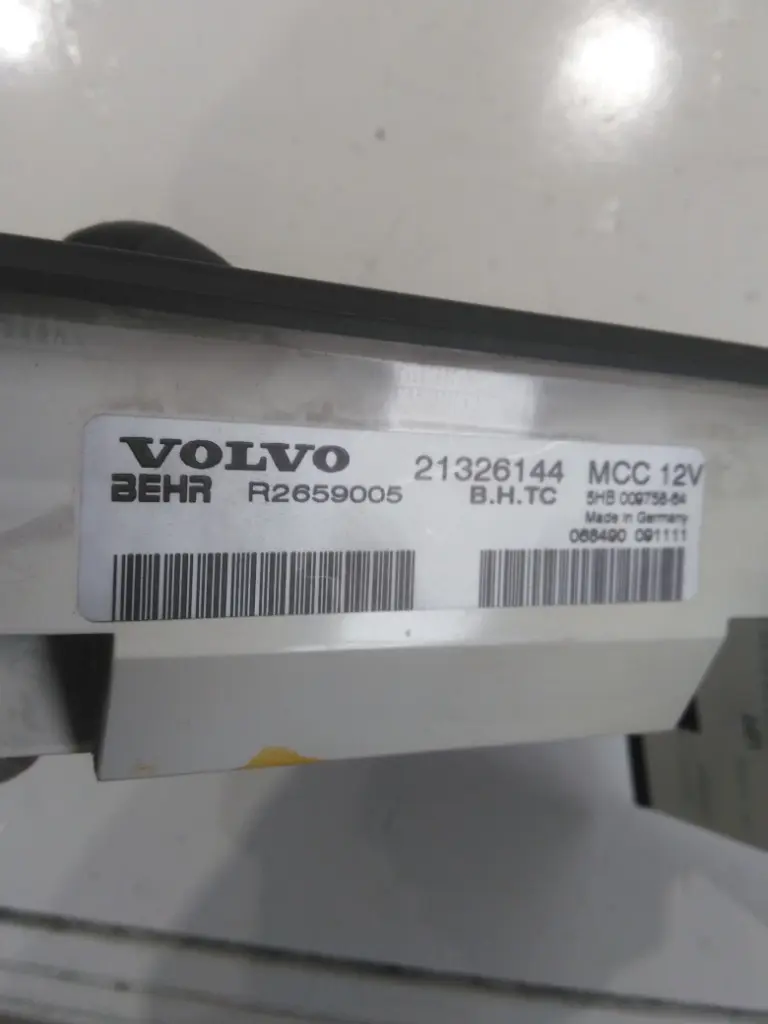 VOLVO 21326144 MCC 12V
BEHR R2659005 B.H.TC 5HB 009758-64
Made in Germany
068490 091111